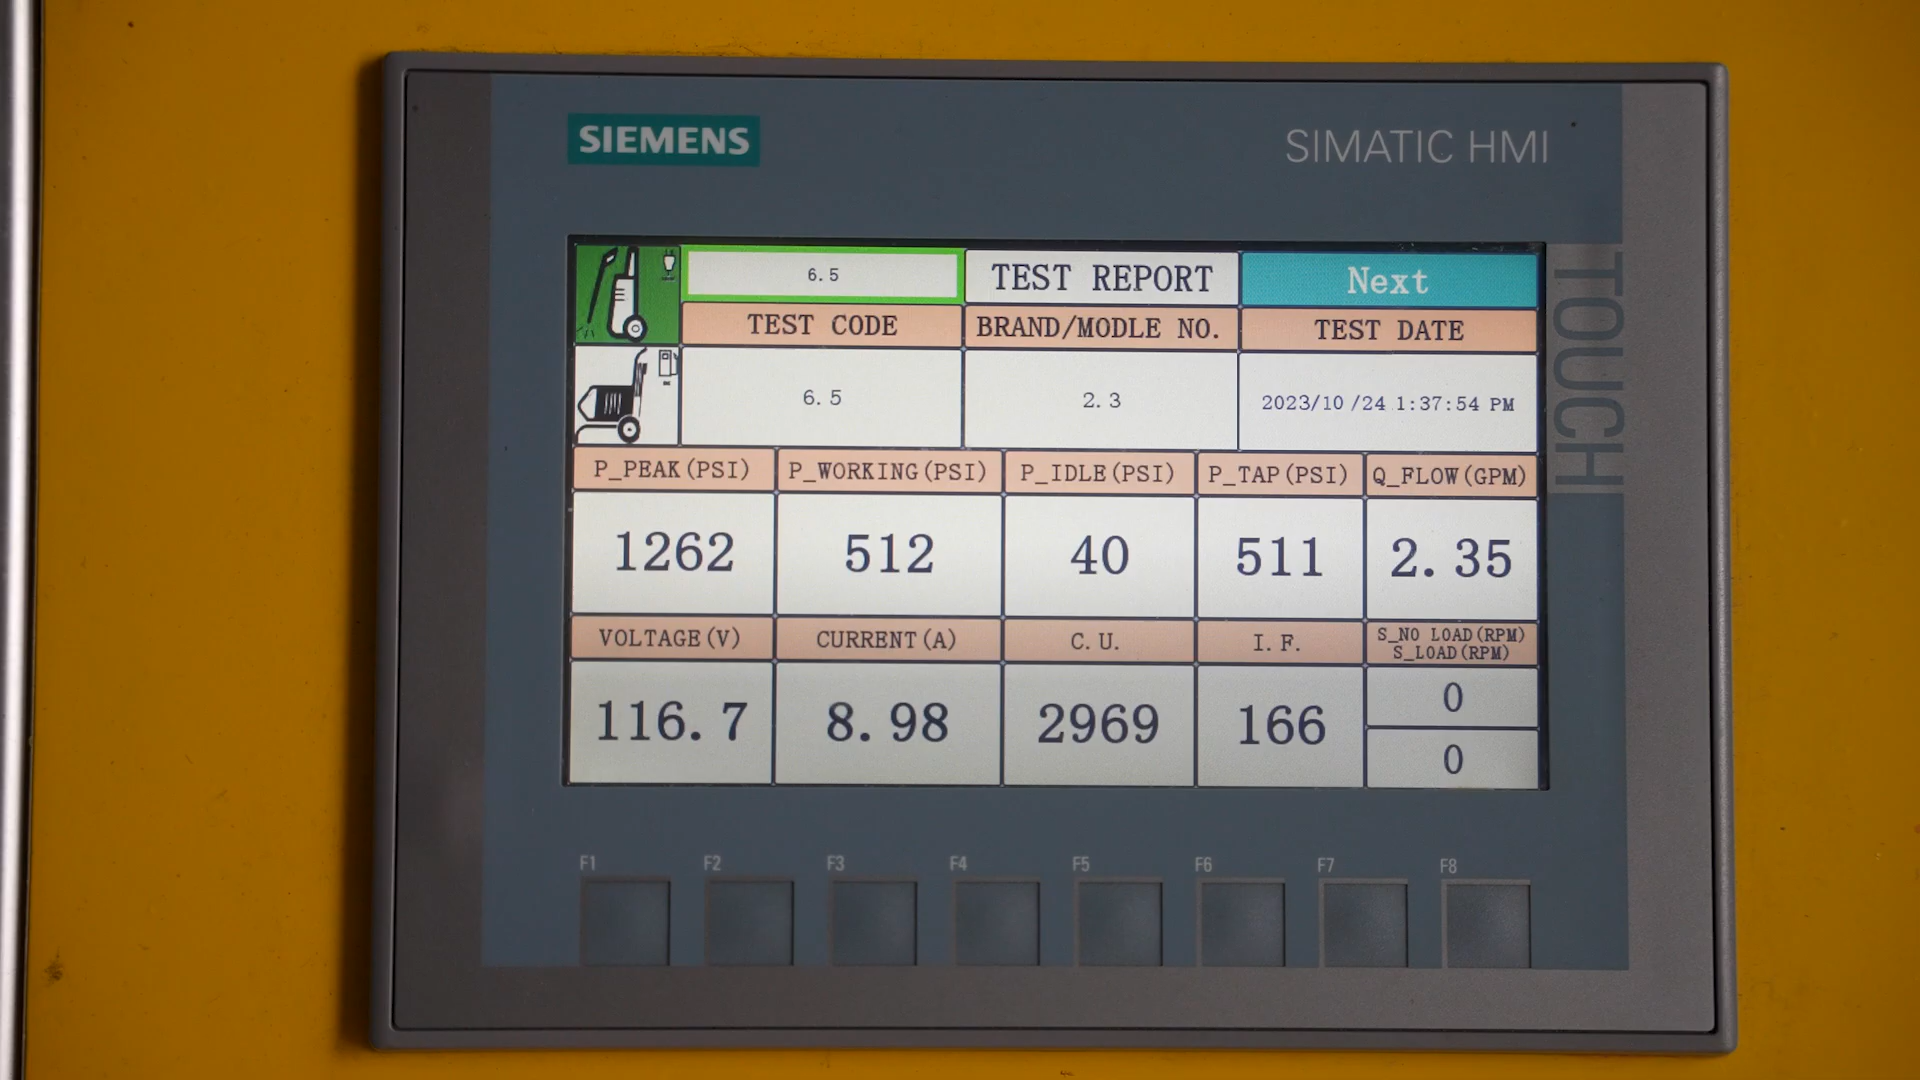 SIEMENS
SIMATIC HMI
TOUCH
6.5
TEST REPORT
Next
TEST CODE
BRAND/MODLE NO.
TEST DATE
6.5
2.3
2023/10 /24 1:37:54 PM
P_PEAK(PSI)
P_WORKING(PSI)
P_IDLE(PSI)
P_TAP(PSI)
Q_FLOW(GPM)
1262
512
40
511
2.35
VOLTAGE(V)
CURRENT(A)
C.U.
I.F.
S_NO LOAD(RPM)
S_LOAD(RPM)
116.7
8.98
2969
166
0
0
F1
F2
F3
F4
F5
F6
F7
F8